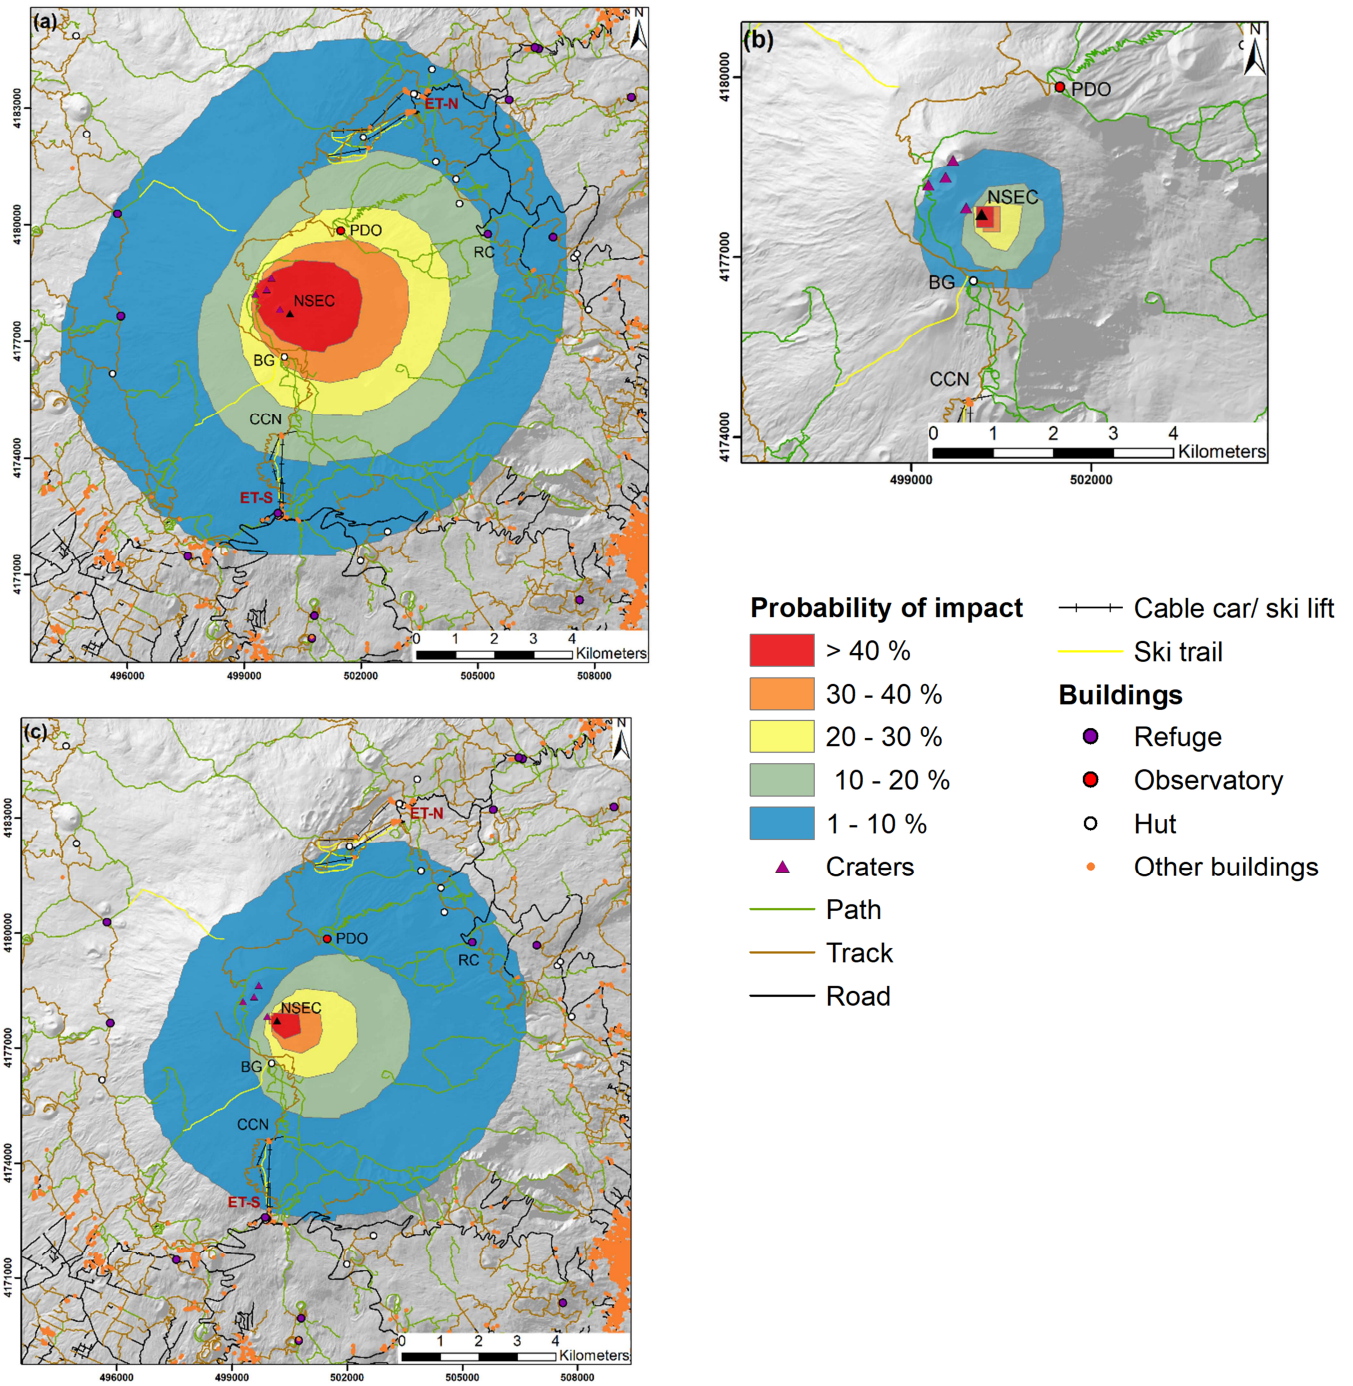 (a)
N
ET-N
PDO
RC
NSEC
BG
CCN
ET-S
4183000
4180000
4177000
4174000
4171000
0 1 2 3 4
Kilometers
496000 499000 502000 505000 508000
(b)
N
PDO
NSEC
BG
CCN
4180000
4177000
4174000
0 1 2 3 4
Kilometers
499000 502000
Probability of impact
> 40 %
30 - 40 %
20 - 30 %
10 - 20 %
1 - 10 %
Craters
Path
Track
Road
Cable car/ ski lift
Ski trail
Buildings
Refuge
Observatory
Hut
Other buildings
(c)
N
ET-N
PDO
RC
NSEC
BG
CCN
ET-S
4183000
4180000
4177000
4174000
4171000
0 1 2 3 4
Kilometers
496000 499000 502000 505000 508000